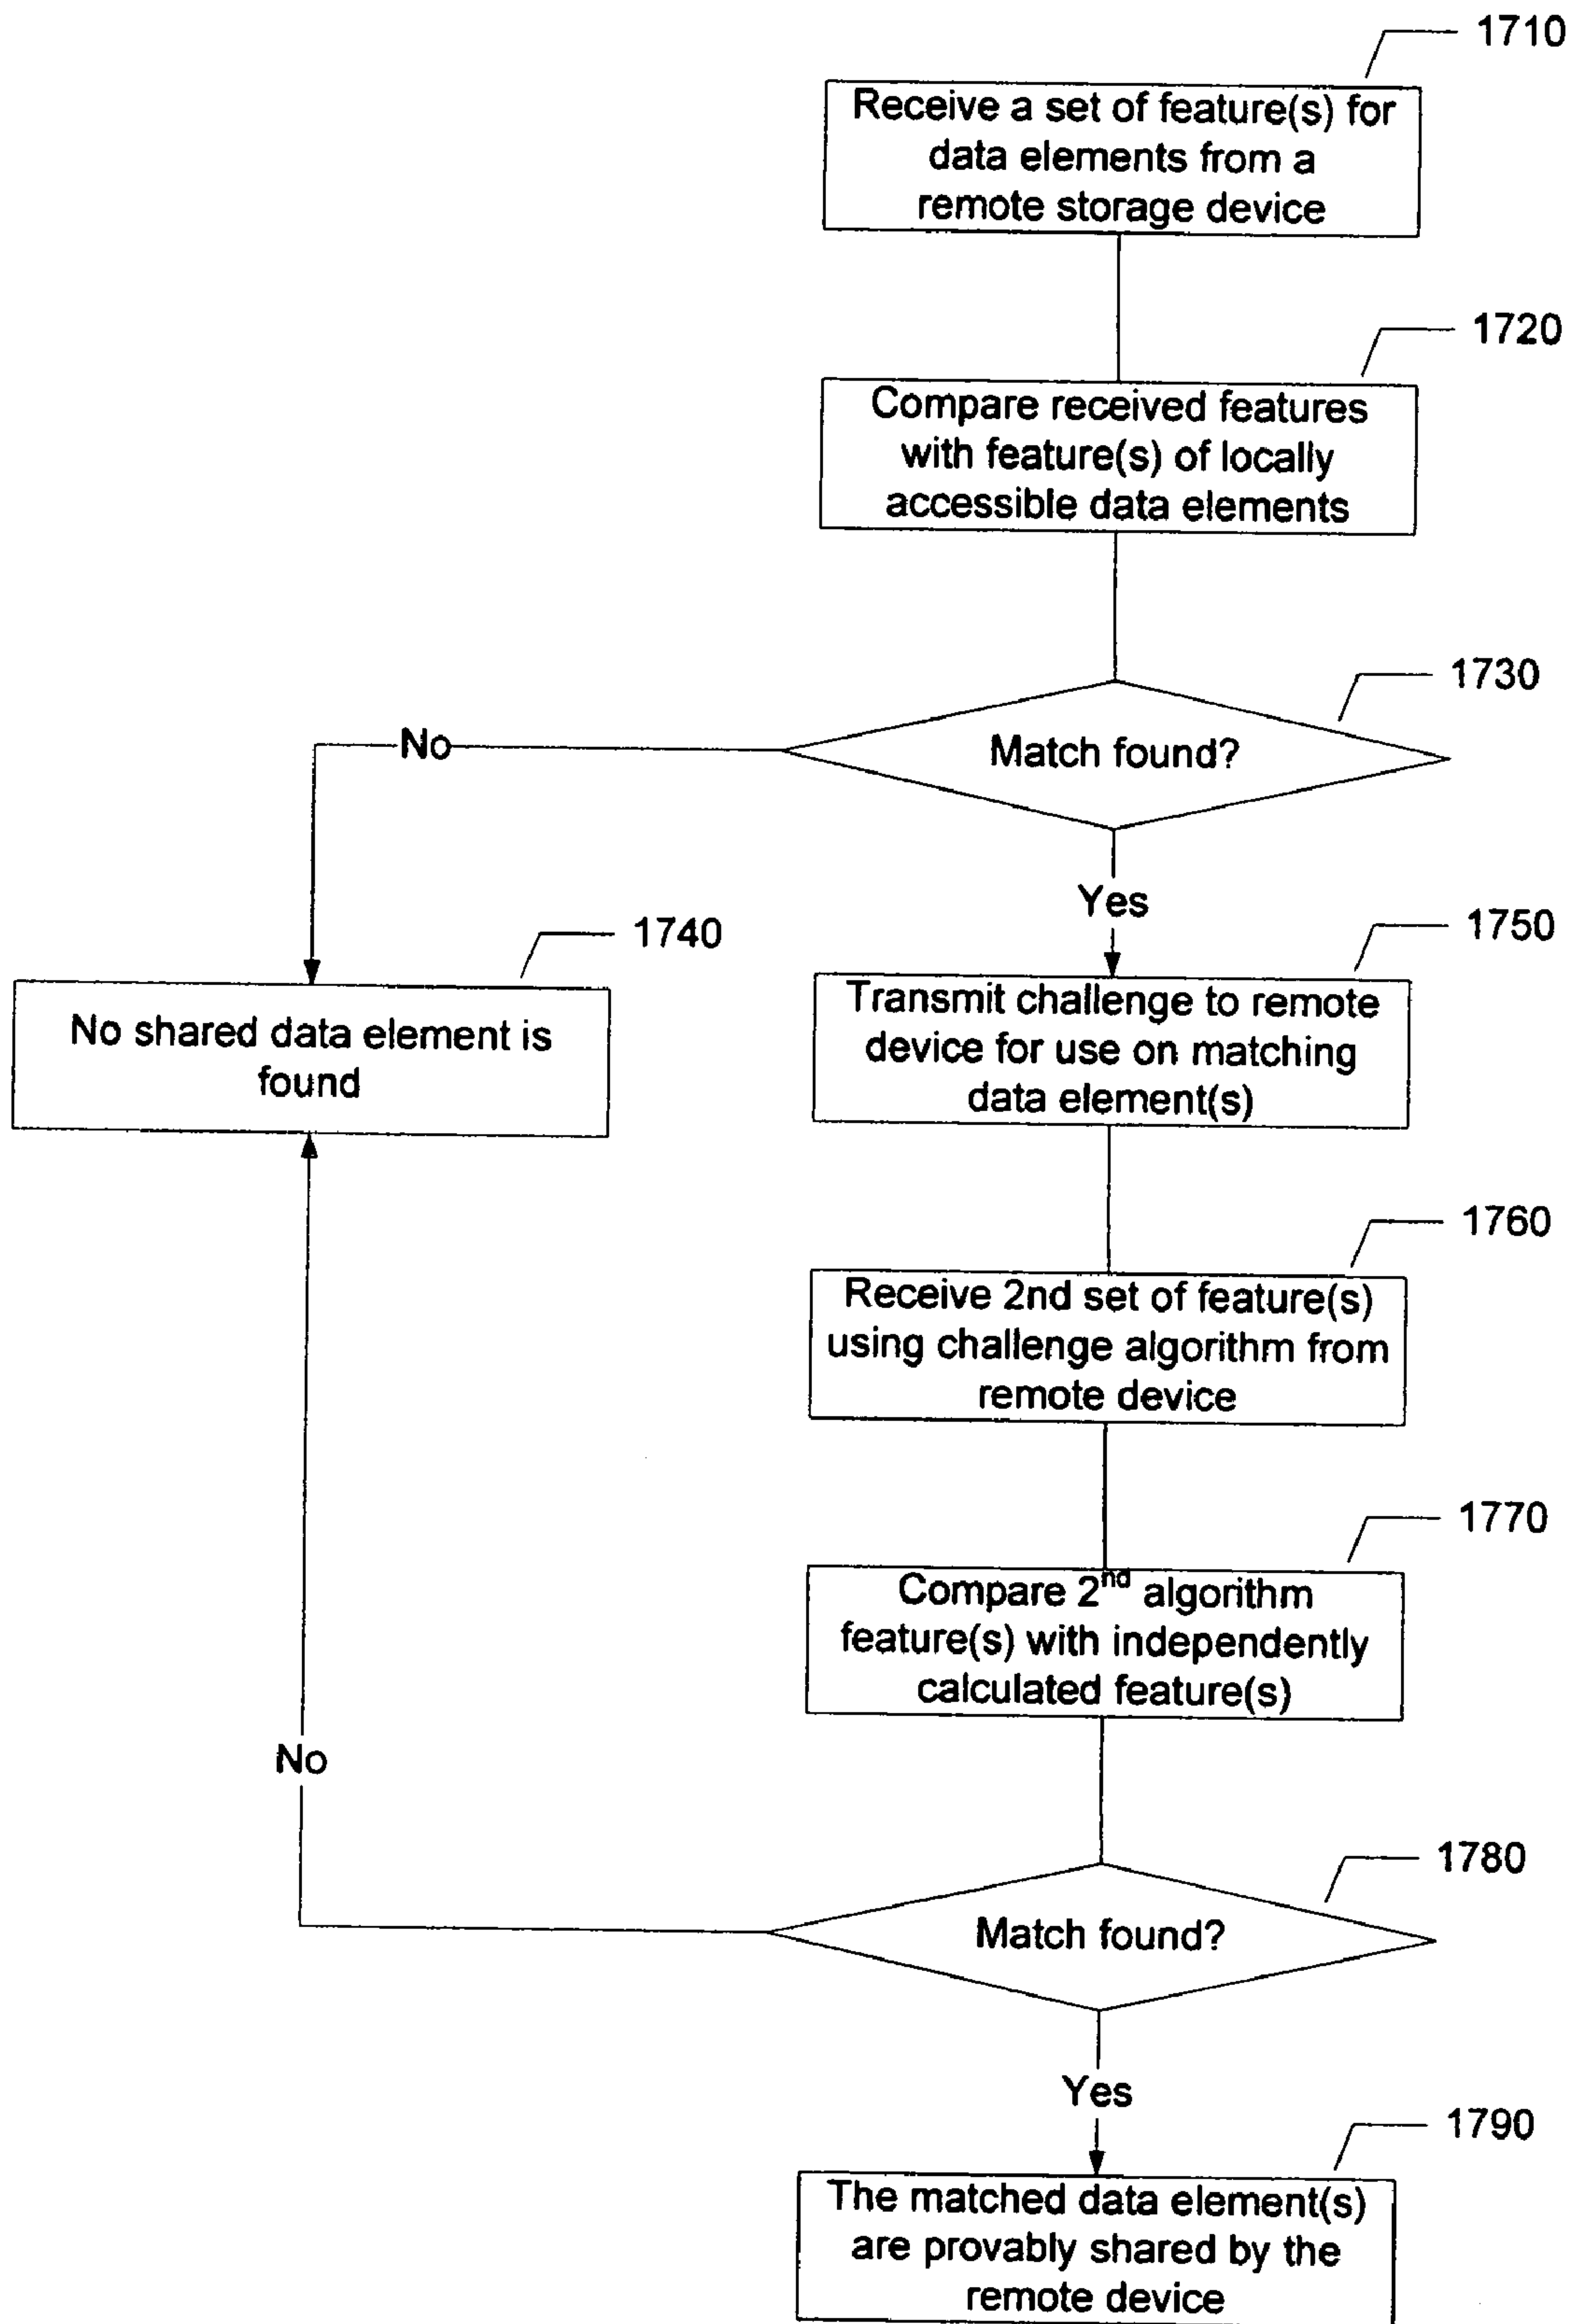 1710
Receive a set of feature(s) for
data elements from a
remote storage device
1720
Compare received features
with feature(s) of locally
accessible data elements
1730
Match found?
No
Yes
1740
No shared data element is
found
1750
Transmit challenge to remote
device for use on matching
data element(s)
1760
Receive 2nd set of feature(s)
using challenge algorithm from
remote device
1770
Compare 2nd algorithm
feature(s) with independently
calculated feature(s)
No
1780
Match found?
Yes
1790
The matched data element(s)
are provably shared by the
remote device